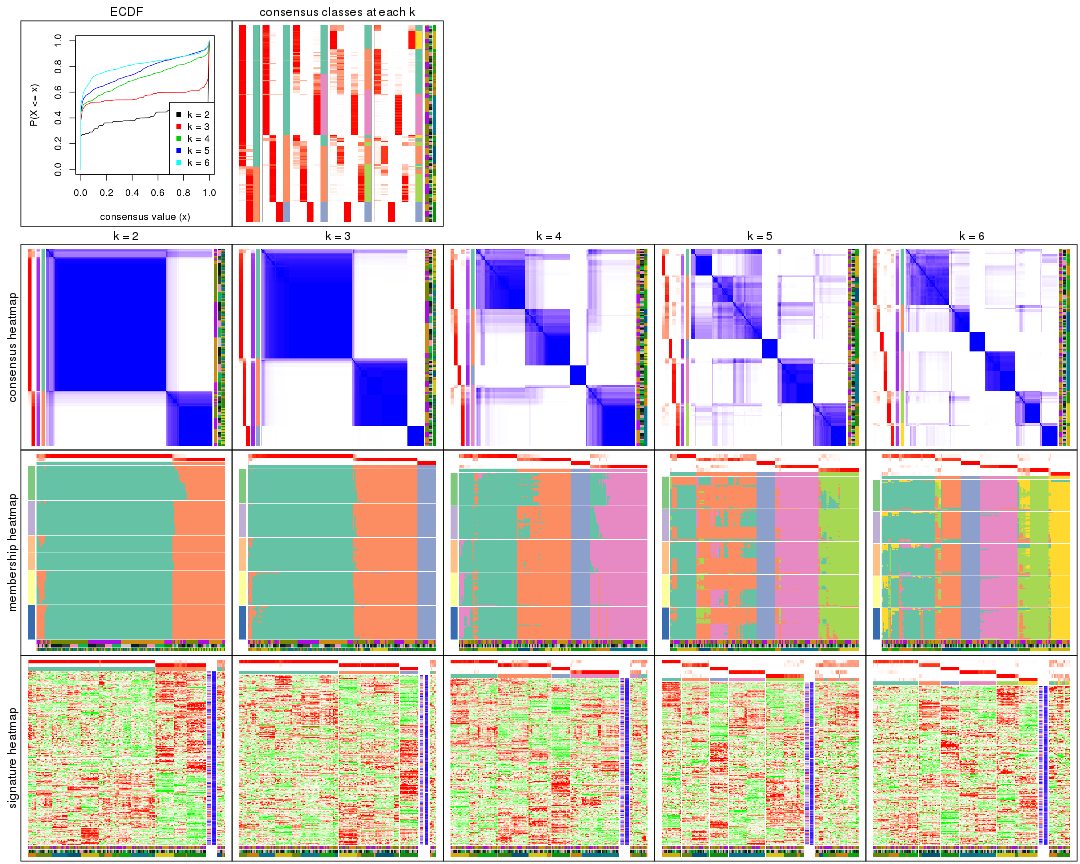 ECDF
consensus classes at each k
P(X <= x)
0.0 0.2 0.4 0.6 0.8 1.0
k = 2
k = 3
k = 4
k = 5
k = 6
0.0 0.2 0.4 0.6 0.8 1.0
consensus value (x)
k = 2
k = 3
k = 4
k = 5
k = 6
consensus heatmap
membership heatmap
signature heatmap